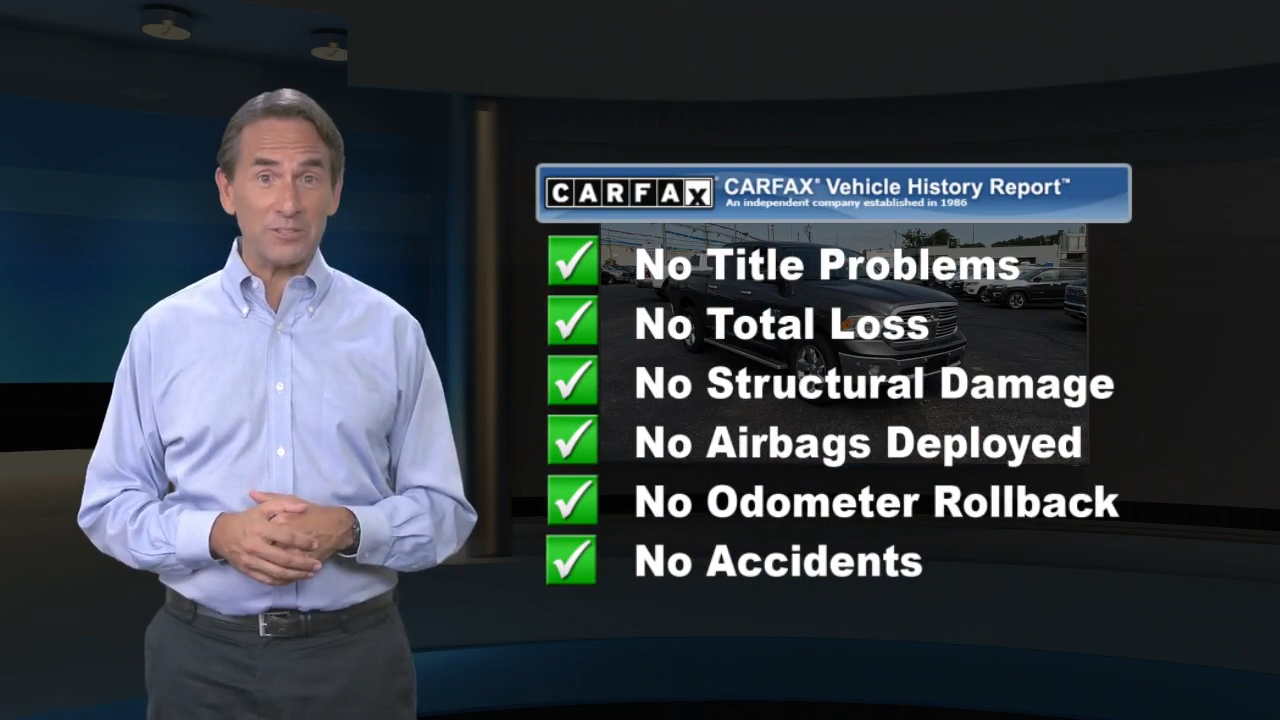 CARFAX
CARFAX® Vehicle History Report™
An independent company established in 1986
No Title Problems
No Total Loss
No Structural Damage
No Airbags Deployed
No Odometer Rollback
No Accidents